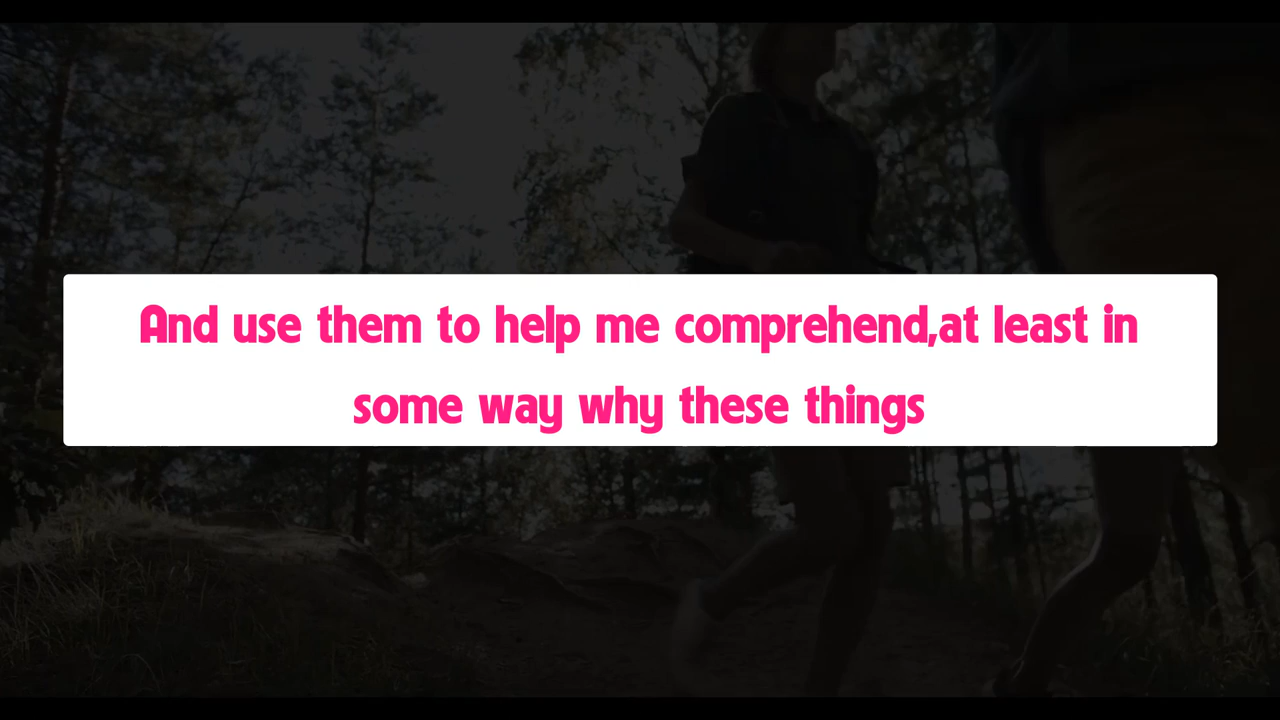 And use them to help me comprehend,at least in
some way why these things